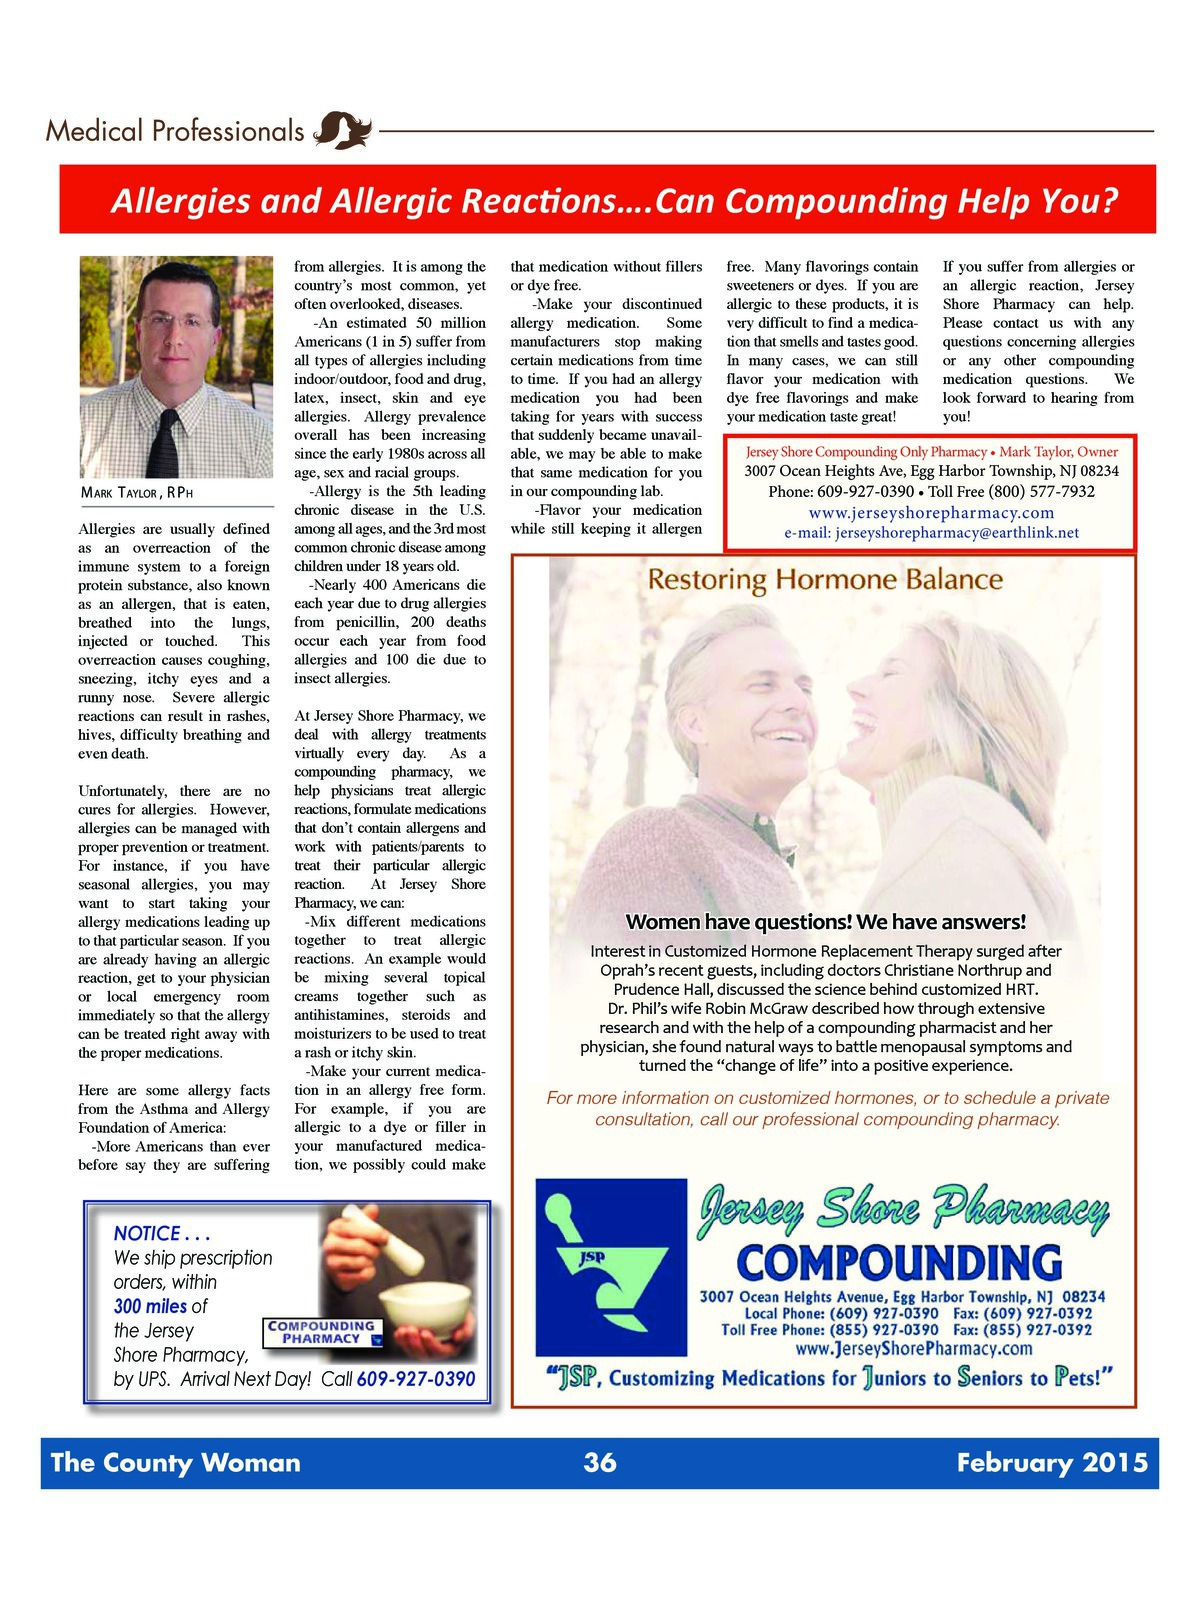 Medical Professionals
Allergies and Allergic Reactions....Can Compounding Help You?
MARK TAYLOR, RPH
Allergies are usually defined
as an overreaction of the
immune system to a foreign
protein substance, also known
as an allergen, that is eaten,
breathed into the lungs,
injected or touched. This
overreaction causes coughing,
sneezing, itchy eyes and a
runny nose. Severe allergic
reactions can result in rashes,
hives, difficulty breathing and
even death.
Unfortunately, there are no
cures for allergies. However,
allergies can be managed with
proper prevention or treatment.
For instance, if you have
seasonal allergies, you may
want to start taking your
allergy medications leading up
to that particular season. If you
are already having an allergic
reaction, get to your physician
or local emergency room
immediately so that the allergy
can be treated right away with
the proper medications.
Here are some allergy facts
from the Asthma and Allergy
Foundation of America:
-More Americans than ever
before say they are suffering
from allergies. It is among the
country's most common, yet
often overlooked, diseases.
-An estimated 50 million
Americans (1 in 5) suffer from
all types of allergies including
indoor/outdoor, food and drug,
latex, insect, skin and eye
allergies. Allergy prevalence
overall has been increasing
since the early 1980s across all
age, sex and racial groups.
-Allergy is the 5th leading
chronic disease in the U.S.
among all ages, and the 3rd most
common chronic disease among
children under 18 years old.
-Nearly 400 Americans die
each year due to drug allergies
from penicillin, 200 deaths
occur each year from food
allergies and 100 die due to
insect allergies.
At Jersey Shore Pharmacy, we
deal with allergy treatments
virtually every day. As a
compounding pharmacy, we
help physicians treat allergic
reactions, formulate medications
that don't contain allergens and
work with patients/parents to
treat their particular allergic
reaction. At Jersey Shore
Pharmacy, we can:
-Mix different medications
together to treat allergic
reactions. An example would
be mixing several topical
creams together such as
antihistamines, steroids and
moisturizers to be used to treat
a rash or itchy skin.
-Make your current medica-
tion in an allergy free form.
For example, if you are
allergic to a dye or filler in
your manufactured medica-
tion, we possibly could make
that medication without fillers
or dye free.
-Make your discontinued
allergy medication. Some
manufacturers stop making
certain medications from time
to time. If you had an allergy
medication you had been
taking for years with success
that suddenly became unavail-
able, we may be able to make
that same medication for you
in our compounding lab.
-Flavor your medication
while still keeping it allergen
free. Many flavorings contain
sweeteners or dyes. If you are
allergic to these products, it is
very difficult to find a medica-
tion that smells and tastes good.
In many cases, we can still
flavor your medication with
dye free flavorings and make
your medication taste great!
If you suffer from allergies or
an allergic reaction, Jersey
Shore Pharmacy can help.
Please contact us with any
questions concerning allergies
or any other compounding
medication questions. We
look forward to hearing from
you!
Jersey Shore Compounding Only Pharmacy • Mark Taylor, Owner
3007 Ocean Heights Ave, Egg Harbor Township, NJ 08234
Phone: 609-927-0390 • Toll Free (800) 577-7932
www.jerseyshorepharmacy.com
e-mail: jerseyshorepharmacy@earthlink.net
Restoring Hormone Balance
Women have questions! We have answers!
Interest in Customized Hormone Replacement Therapy surged after
Oprah's recent guests, including doctors Christiane Northrup and
Prudence Hall, discussed the science behind customized HRT.
Dr. Phil's wife Robin McGraw described how through extensive
research and with the help of a compounding pharmacist and her
physician, she found natural ways to battle menopausal symptoms and
turned the "change of life" into a positive experience.
For more information on customized hormones, or to schedule a private
consultation, call our professional compounding pharmacy.
JSP
Jersey Shore Pharmacy
COMPOUNDING
3007 Ocean Heights Avenue, Egg Harbor Township, NJ 08234
Local Phone: (609) 927-0390 Fax: (609) 927-0392
Toll Free Phone: (855) 927-0390 Fax: (855) 927-0392
www.JerseyShorePharmacy.com
"JSP, Customizing Medications for Juniors to Seniors to Pets!"
NOTICE . . .
We ship prescription
orders, within
300 miles of
the Jersey
Shore Pharmacy,
by UPS. Arrival Next Day! Call 609-927-0390
COMPOUNDING
PHARMACY
The County Woman 36 February 2015